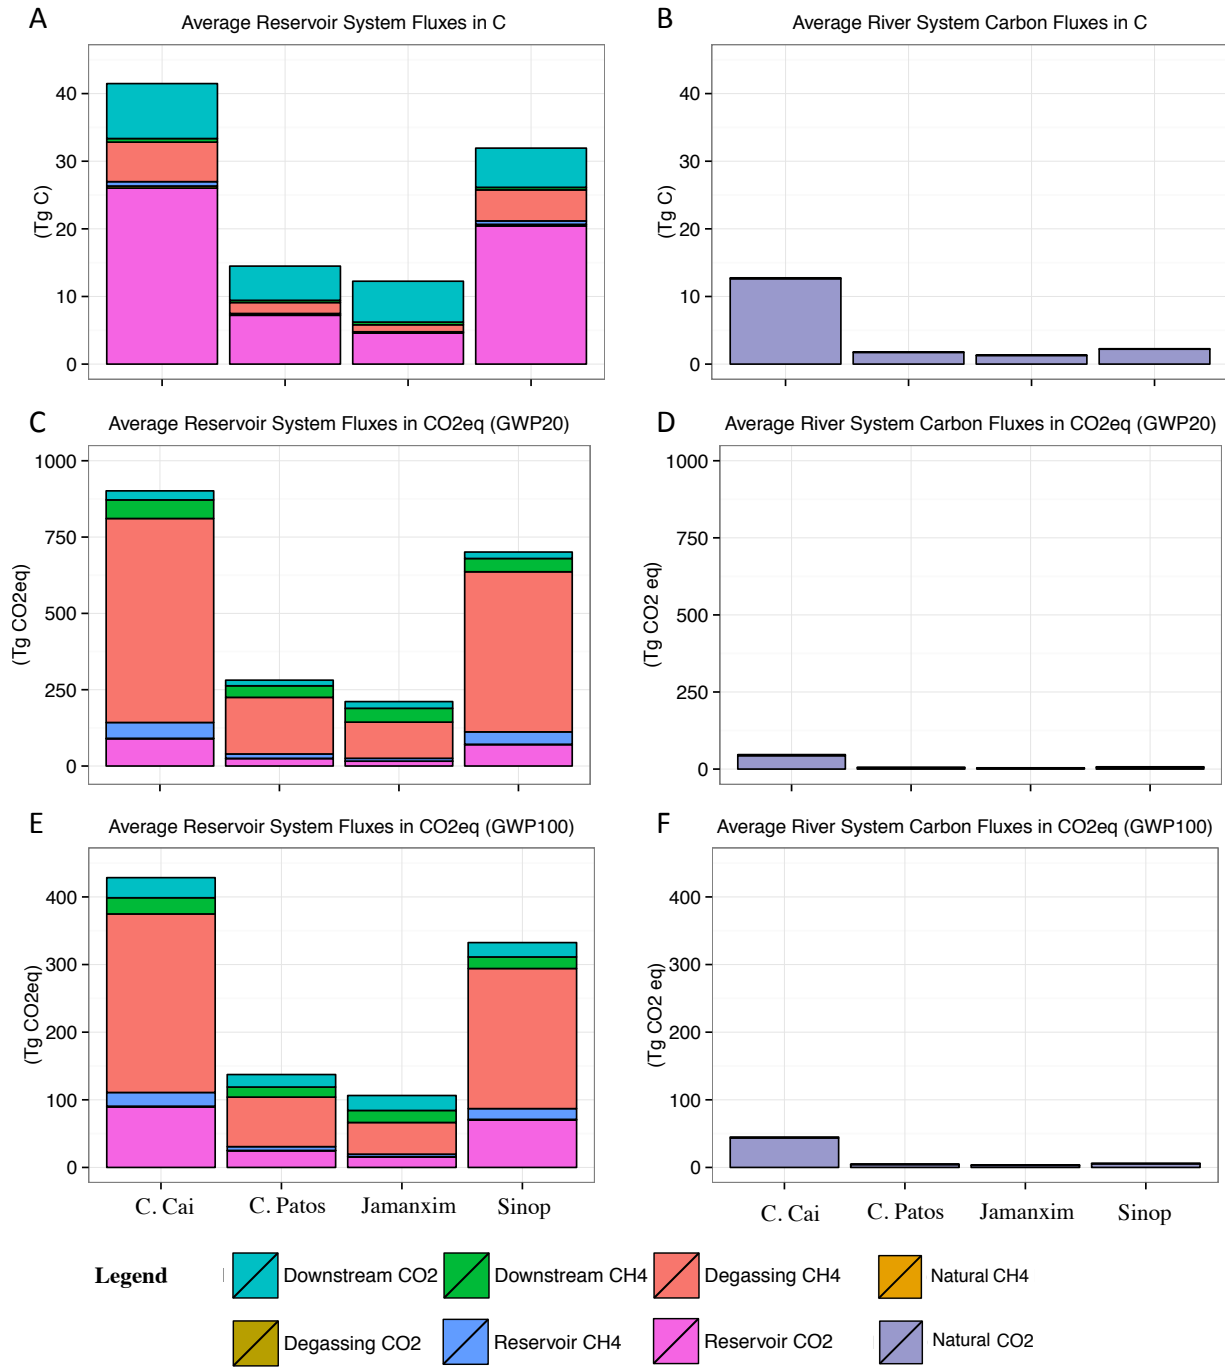 A
Average Reservoir System Fluxes in C
(Tg C)
40
30
20
10
0
B
Average River System Carbon Fluxes in C
(Tg C)
40
30
20
10
0
C
Average Reservoir System Fluxes in CO2eq (GWP20)
(Tg CO2eq)
1000
750
500
250
0
D
Average River System Carbon Fluxes in CO2eq (GWP20)
(Tg CO2 eq)
1000
750
500
250
0
E
Average Reservoir System Fluxes in CO2eq (GWP100)
(Tg CO2eq)
400
300
200
100
0
C. Cai
C. Patos
Jamanxim
Sinop
F
Average River System Carbon Fluxes in CO2eq (GWP100)
(Tg CO2 eq)
400
300
200
100
0
C. Cai
C. Patos
Jamanxim
Sinop
Legend
Downstream CO2
Downstream CH4
Degassing CH4
Natural CH4
Degassing CO2
Reservoir CH4
Reservoir CO2
Natural CO2